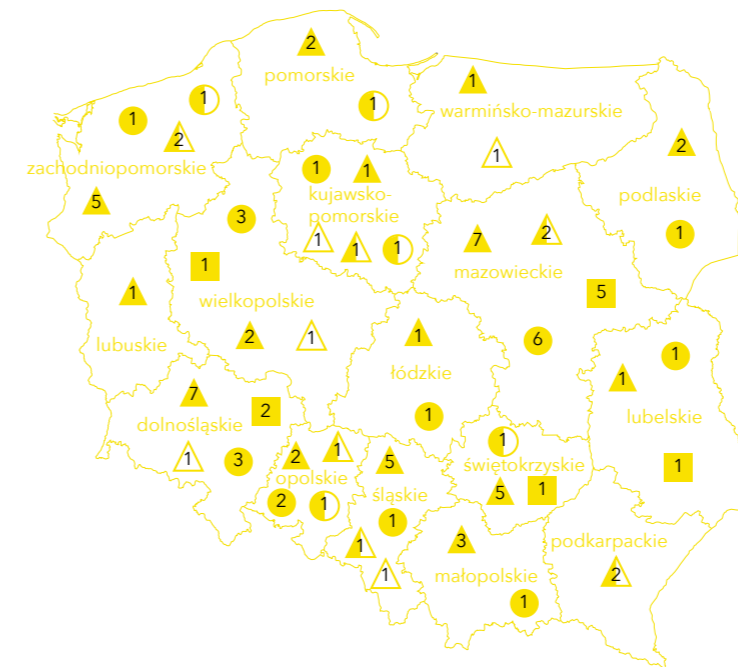 2
pomorskie
1
1
1
2
zachodniopomorskie
5
1
warmińsko-mazurskie
1
2
podlaskie
1
1
1
kujawsko-
pomorskie
1
1
1
3
1
wielkopolskie
2
1
7
2
mazowieckie
5
6
1
lubuskie
1
łódzkie
1
1
1
lubelskie
1
7
2
dolnośląskie
1
3
2
1
opolskie
2
1
5
śląskie
1
1
1
1
świętokrzyskie
5
1
3
małopolskie
1
podkarpackie
2